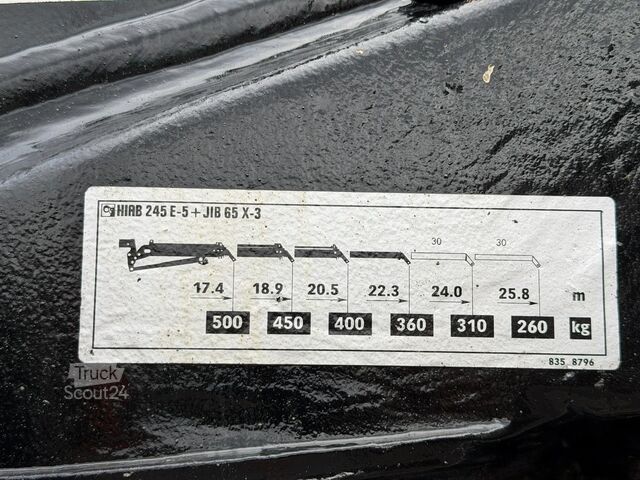 HIAB 245 E-5 + JIB 65 X-3
30 30
17.4 18.9 20.5 22.3 24.0 25.8 m
500 450 400 360 310 260 kg
835 8796
Truck
Scout24